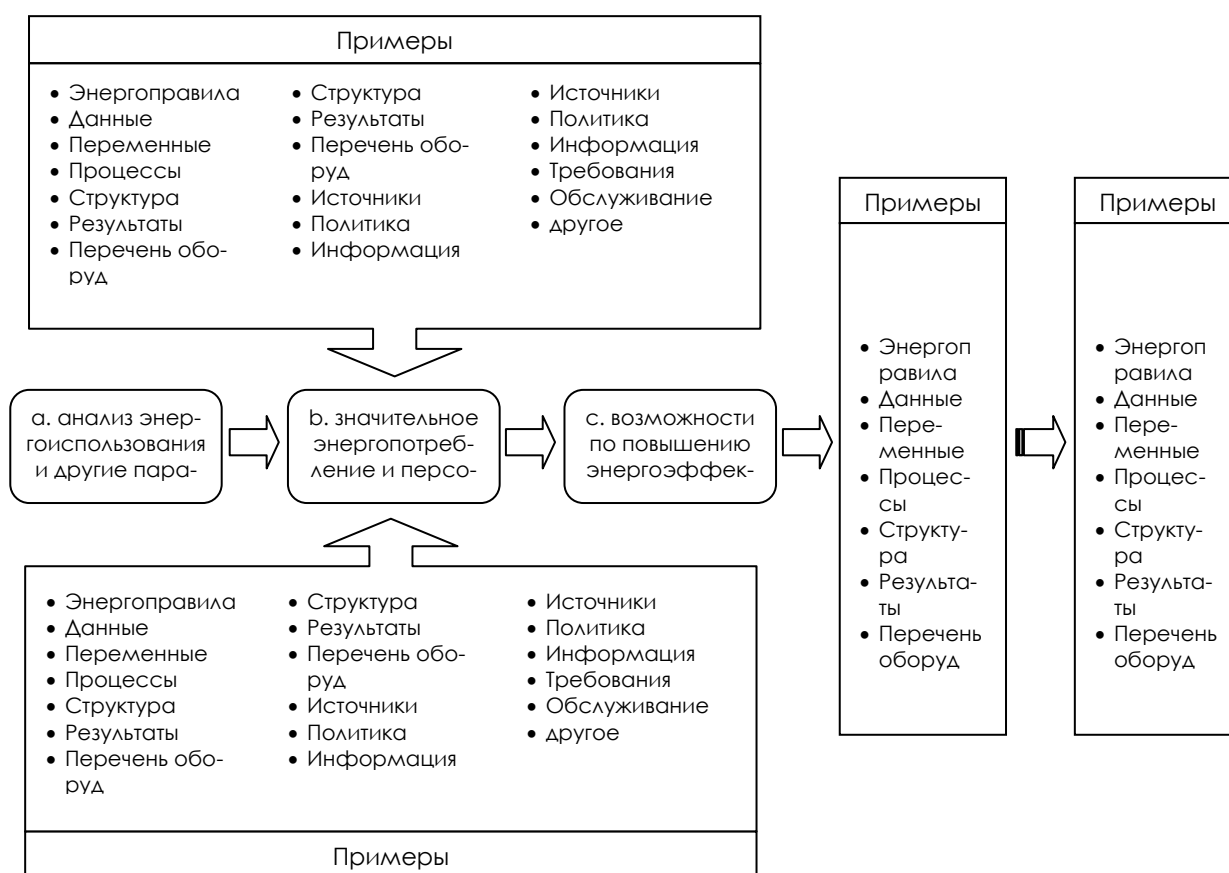 Примеры
• Энергоправила
• Данные
• Переменные
• Процессы
• Структура
• Результаты
• Перечень обо-
руд
• Структура
• Результаты
• Перечень обо-
руд
• Источники
• Политика
• Информация
• Источники
• Политика
• Информация
• Требования
• Обслуживание
• другое
a. анализ энер-
гоиспользования
и другие пара-
b. значительное
энергопотреб-
ление и персо-
c. возможности
по повышению
энергоэффек-
Примеры
• Энергоп
равила
• Данные
• Пере-
менные
• Процес-
сы
• Структу-
ра
• Результа-
ты
• Перечень
оборуд
Примеры
• Энергоп
равила
• Данные
• Пере-
менные
• Процес-
сы
• Структу-
ра
• Результа-
ты
• Перечень
оборуд
• Энергоправила
• Данные
• Переменные
• Процессы
• Структура
• Результаты
• Перечень обо-
руд
• Структура
• Результаты
• Перечень обо-
руд
• Источники
• Политика
• Информация
• Источники
• Политика
• Информация
• Требования
• Обслуживание
• другое
Примеры